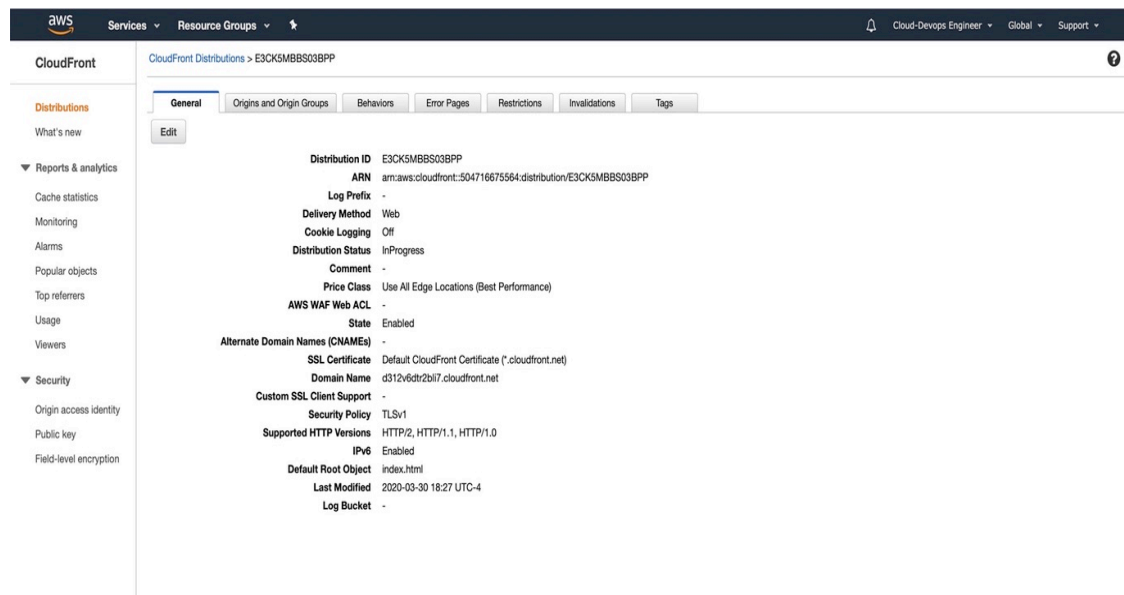 aws Services Resource Groups Cloud-Devops Engineer Global Support
CloudFront
CloudFront Distributions > E3CK5MBBS03BPP
Distributions
What's new
Reports & analytics
Cache statistics
Monitoring
Alarms
Popular objects
Top referrers
Usage
Viewers
Security
Origin access identity
Public key
Field-level encryption
General Origins and Origin Groups Behaviors Error Pages Restrictions Invalidations Tags
Edit
Distribution ID E3CK5MBBS03BPP
ARN arn:aws:cloudfront::504716675564:distribution/E3CK5MBBS03BPP
Log Prefix -
Delivery Method Web
Cookie Logging Off
Distribution Status InProgress
Comment -
Price Class Use All Edge Locations (Best Performance)
AWS WAF Web ACL -
State Enabled
Alternate Domain Names (CNAMEs) -
SSL Certificate Default CloudFront Certificate (*.cloudfront.net)
Domain Name d312v6dtr2bli7.cloudfront.net
Custom SSL Client Support -
Security Policy TLSv1
Supported HTTP Versions HTTP/2, HTTP/1.1, HTTP/1.0
IPv6 Enabled
Default Root Object index.html
Last Modified 2020-03-30 18:27 UTC-4
Log Bucket -